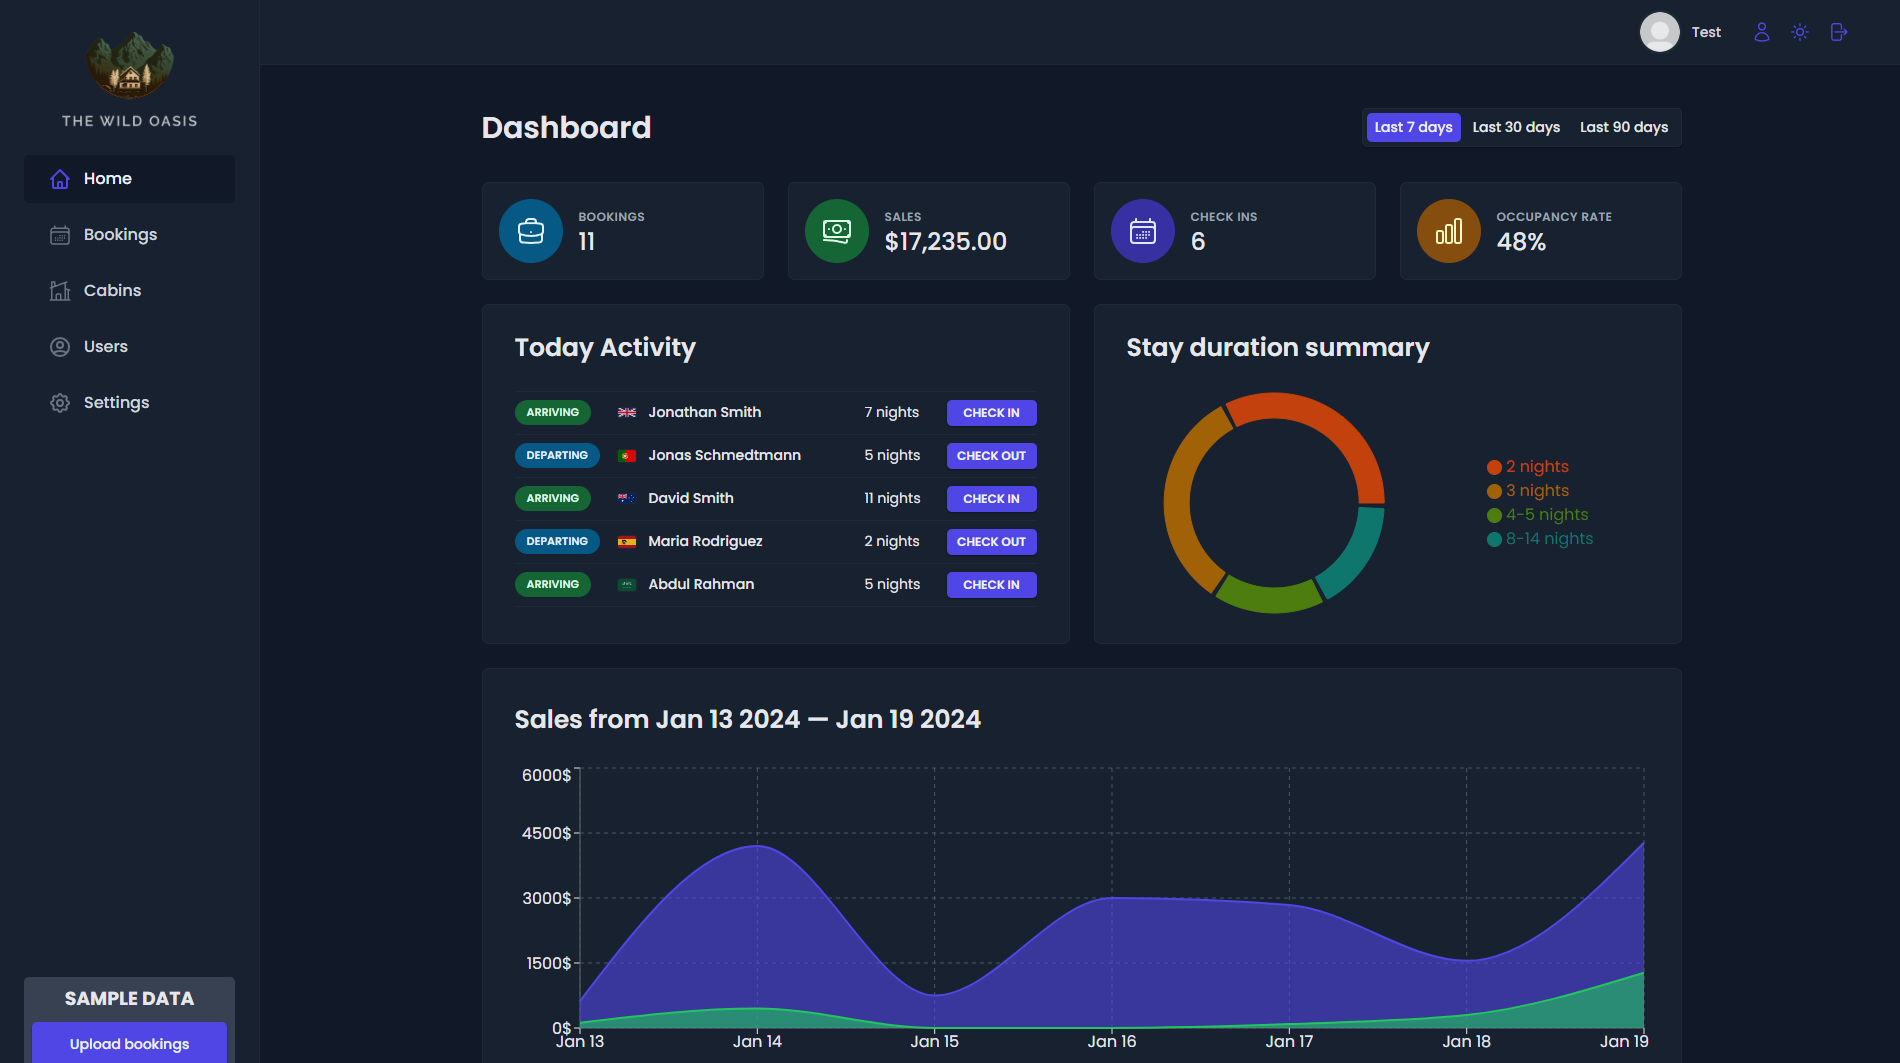 THE WILD OASIS
Home
Bookings
Cabins
Users
Settings
SAMPLE DATA
Upload bookings
Test
Dashboard
Last 7 days Last 30 days Last 90 days
BOOKINGS
11
SALES
$17,235.00
CHECK INS
6
OCCUPANCY RATE
48%
Today Activity
ARRIVING Jonathan Smith 7 nights CHECK IN
DEPARTING Jonas Schmedtmann 5 nights CHECK OUT
ARRIVING David Smith 11 nights CHECK IN
DEPARTING Maria Rodriguez 2 nights CHECK OUT
ARRIVING Abdul Rahman 5 nights CHECK IN
Stay duration summary
2 nights
3 nights
4-5 nights
8-14 nights
Sales from Jan 13 2024 — Jan 19 2024
6000$
4500$
3000$
1500$
0$
Jan 13 Jan 14 Jan 15 Jan 16 Jan 17 Jan 18 Jan 19